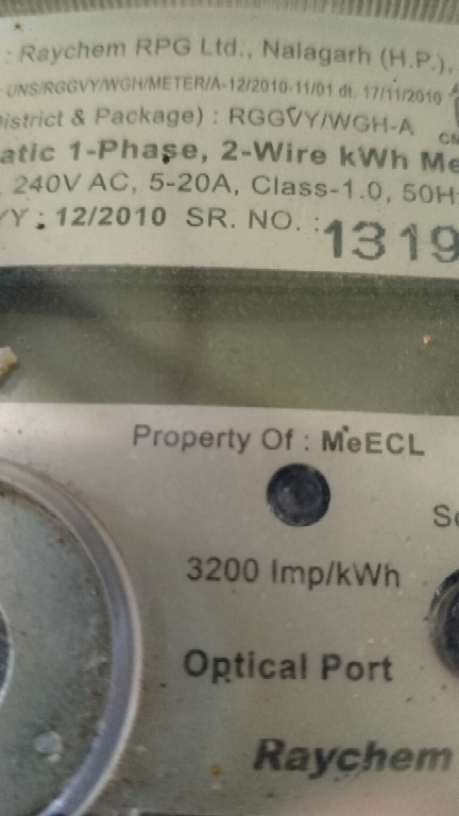 : Raychem RPG Ltd., Nalagarh (H.P.),
UNS/RGGVY/WGH/METER/A-12/2010-11/01 dt. 17/11/2010
istrict & Package) : RGGVY/WGH-A
atic 1-Phase, 2-Wire kWh Me
240V AC, 5-20A, Class-1.0, 50H
YY : 12/2010 SR. NO. : 1319
Property Of : MeECL
3200 Imp/kWh
Optical Port
Raychem